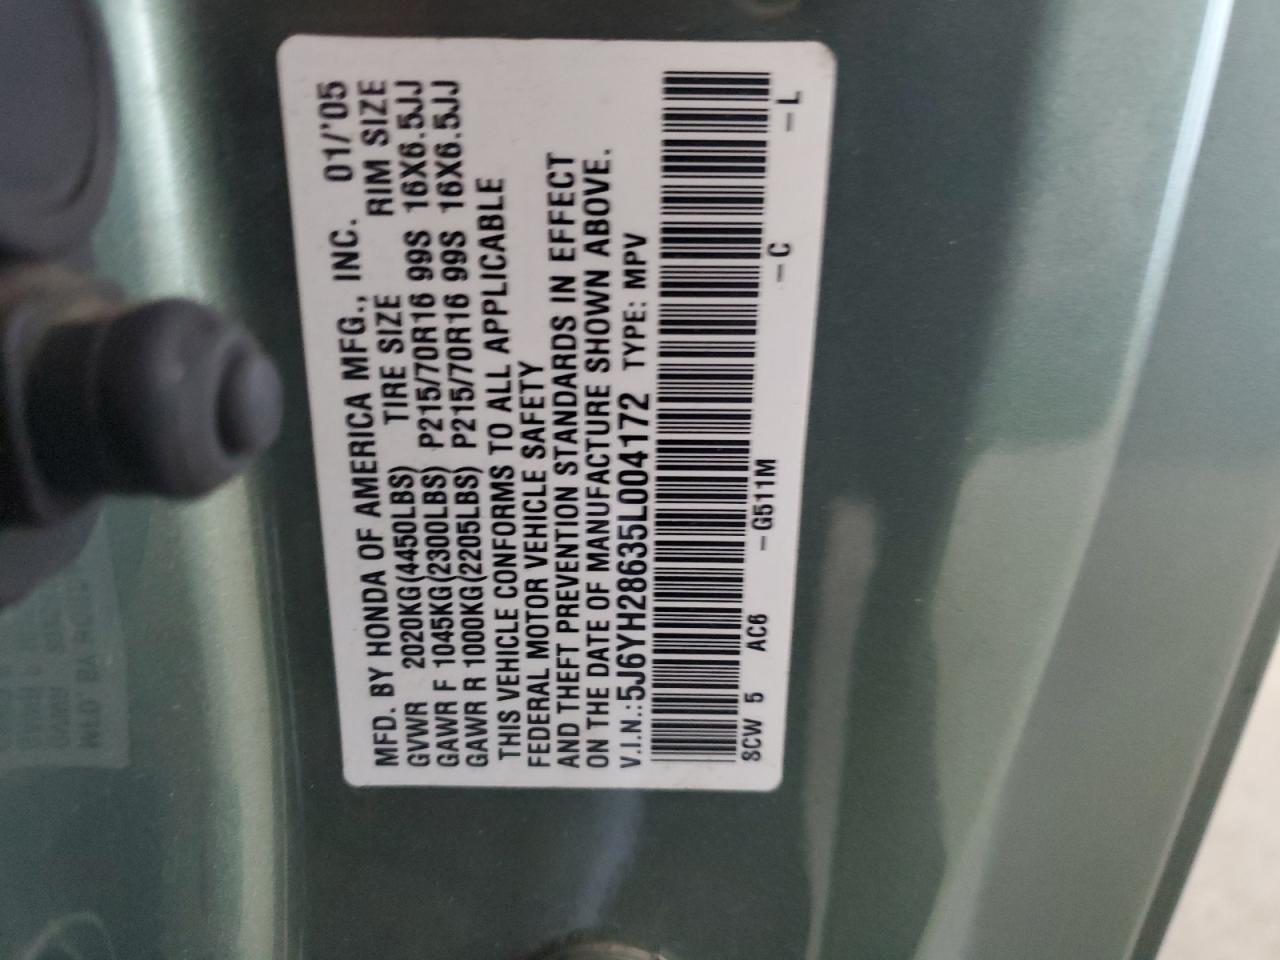 MFD. BY HONDA OF AMERICA MFG., INC. 01/'05
GVWR 2020KG(4450LBS) TIRE SIZE RIM SIZE
GAWR F 1045KG(2300LBS) P215/70R16 99S 16X6.5JJ
GAWR R 1000KG(2205LBS) P215/70R16 99S 16X6.5JJ
THIS VEHICLE CONFORMS TO ALL APPLICABLE
FEDERAL MOTOR VEHICLE SAFETY
AND THEFT PREVENTION STANDARDS IN EFFECT
ON THE DATE OF MANUFACTURE SHOWN ABOVE.
V.I.N.:5J6YH28635L004172 TYPE: MPV
SCW 5 AC6 -G511M -C -L